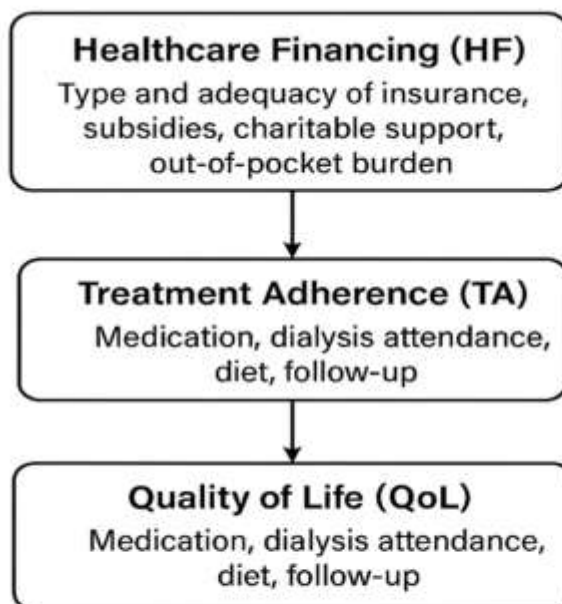 Healthcare Financing (HF)
Type and adequacy of insurance,
subsidies, charitable support,
out-of-pocket burden
Treatment Adherence (TA)
Medication, dialysis attendance,
diet, follow-up
Quality of Life (QoL)
Medication, dialysis attendance,
diet, follow-up